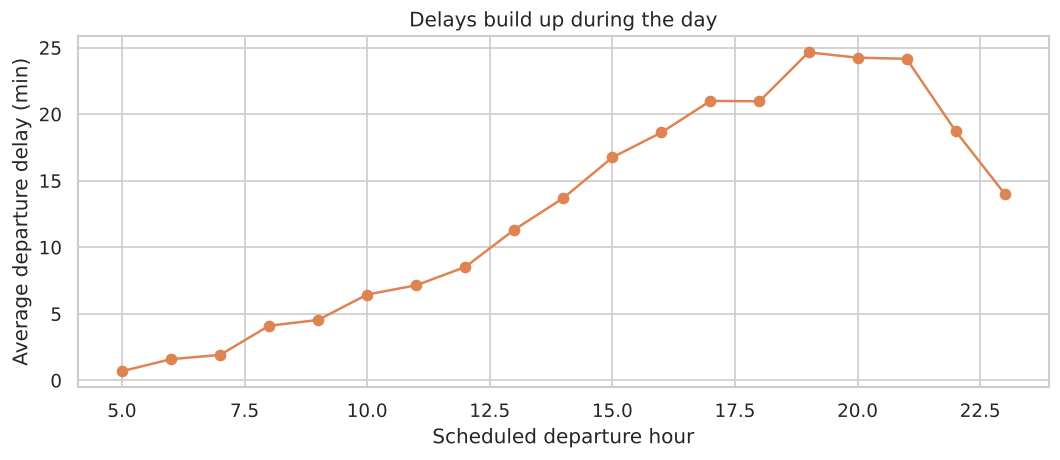 Delays build up during the day
Average departure delay (min)
25
20
15
10
5
0
5.0 7.5 10.0 12.5 15.0 17.5 20.0 22.5
Scheduled departure hour